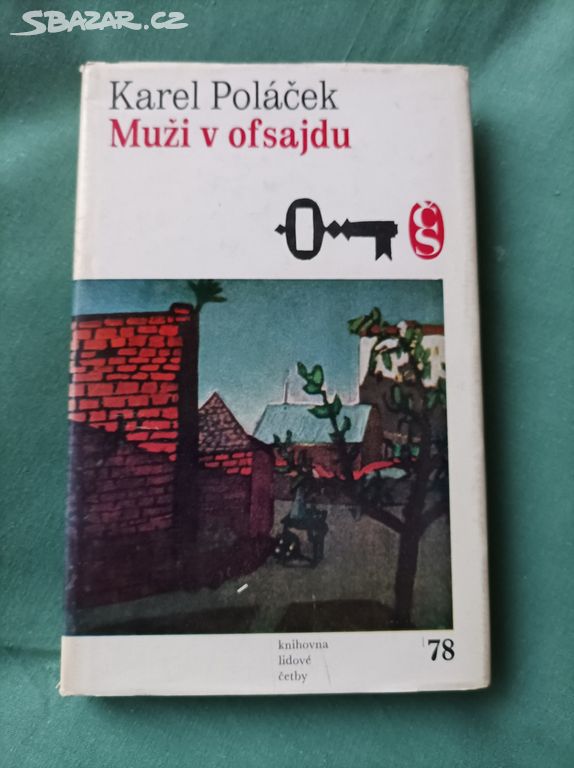 SBAZAR.CZ
Karel Poláček
Muži v ofsajdu
ČS
knihovna
lidové
četby
78